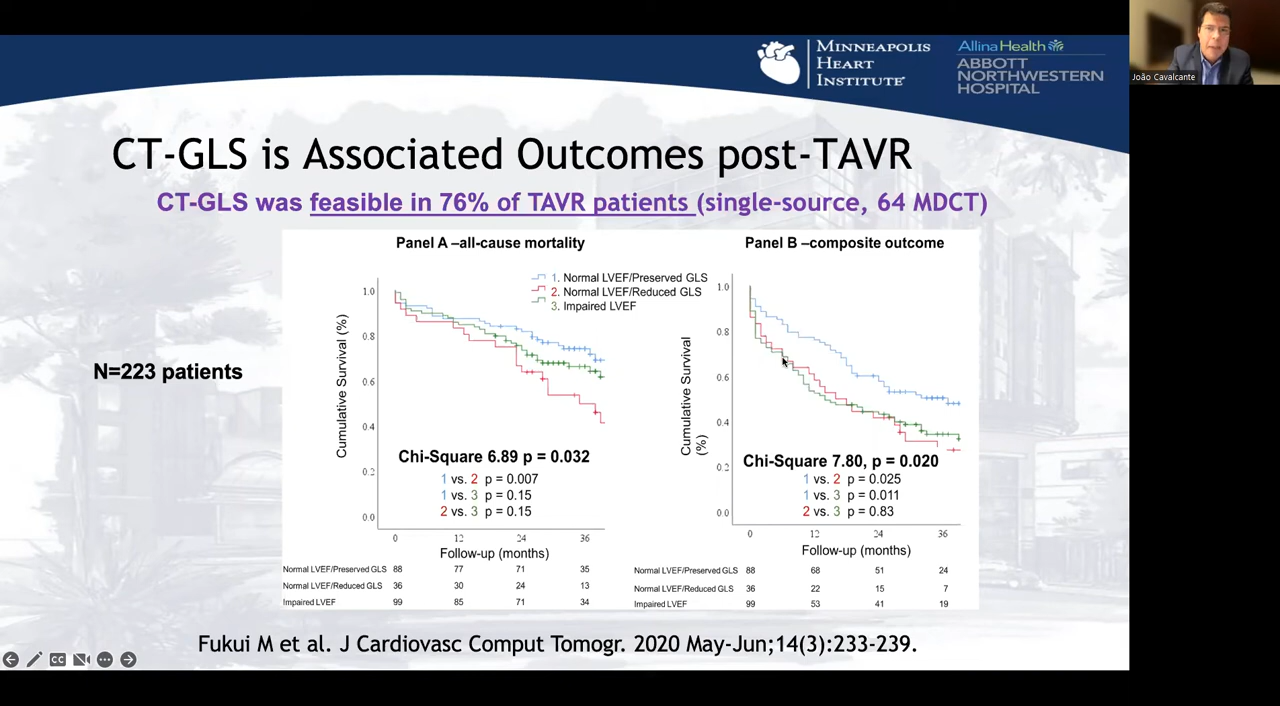 MINNEAPOLIS
HEART
INSTITUTE
AllinaHealth
ABBOTT
NORTHWESTERN
HOSPITAL
João Cavalcante
CT-GLS is Associated Outcomes post-TAVR
CT-GLS was feasible in 76% of TAVR patients (single-source, 64 MDCT)
N=223 patients
Panel A –all-cause mortality
1. Normal LVEF/Preserved GLS
2. Normal LVEF/Reduced GLS
3. Impaired LVEF
Cumulative Survival (%)
1.0
0.8
0.6
0.4
0.2
0.0
Chi-Square 6.89 p = 0.032
1 vs. 2 p = 0.007
1 vs. 3 p = 0.15
2 vs. 3 p = 0.15
0 12 24 36
Follow-up (months)
Normal LVEF/Preserved GLS 88 77 71 35
Normal LVEF/Reduced GLS 36 30 24 13
Impaired LVEF 99 85 71 34
Panel B –composite outcome
Cumulative Survival
(%)
1.0
0.8
0.6
0.4
0.2
0.0
Chi-Square 7.80, p = 0.020
1 vs. 2 p = 0.025
1 vs. 3 p = 0.011
2 vs. 3 p = 0.83
0 12 24 36
Follow-up (months)
Normal LVEF/Preserved GLS 88 68 51 24
Normal LVEF/Reduced GLS 36 22 15 7
Impaired LVEF 99 53 41 19
Fukui M et al. J Cardiovasc Comput Tomogr. 2020 May-Jun;14(3):233-239.
CC